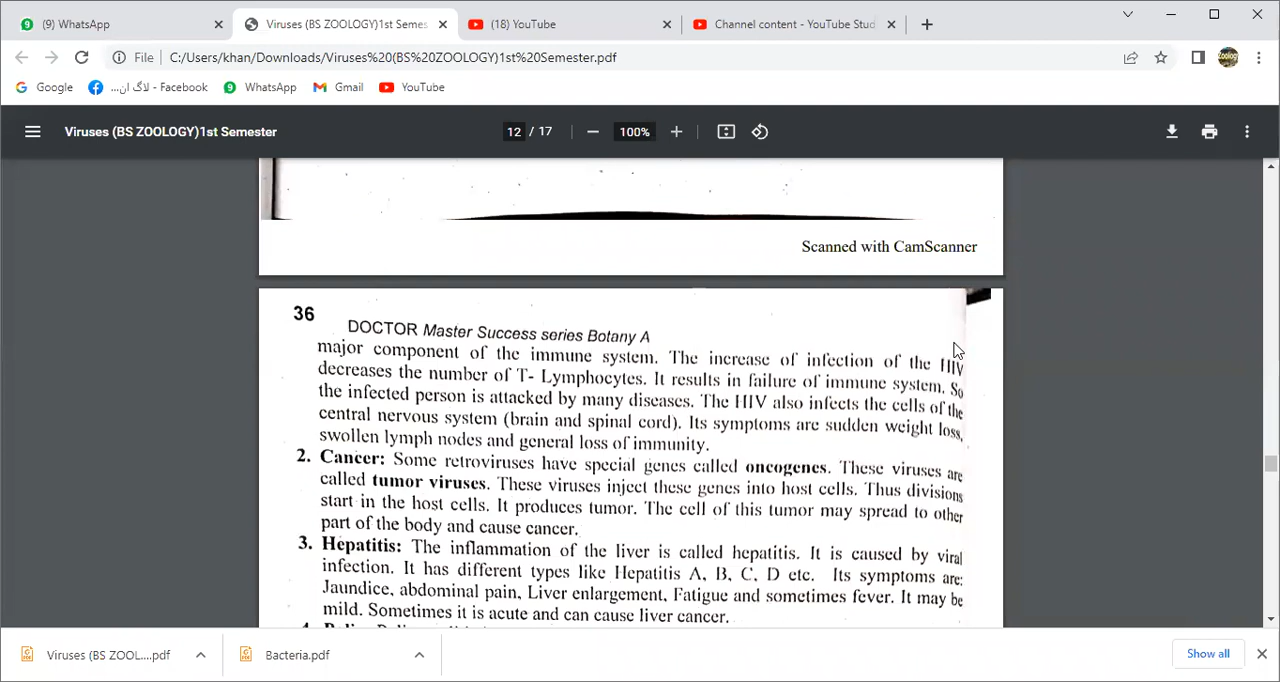 (9) WhatsApp
Viruses (BS ZOOLOGY)1st Semes
(18) YouTube
Channel content - YouTube Stud
File
C:/Users/khan/Downloads/Viruses%20(BS%20ZOOLOGY)1st%20Semester.pdf
Google
Facebook - لاگ ان...
WhatsApp
Gmail
YouTube
Viruses (BS ZOOLOGY)1st Semester
12 / 17
100%
Scanned with CamScanner
36
DOCTOR Master Success series Botany A
major component of the immune system. The increase of infection of the HIV
decreases the number of T- Lymphocytes. It results in failure of immune system. So
the infected person is attacked by many diseases. The HIV also infects the cells of the
central nervous system (brain and spinal cord). Its symptoms are sudden weight loss,
swollen lymph nodes and general loss of immunity.
2. Cancer: Some retroviruses have special genes called oncogenes. These viruses are
called tumor viruses. These viruses inject these genes into host cells. Thus divisions
start in the host cells. It produces tumor. The cell of this tumor may spread to other
part of the body and cause cancer.
3. Hepatitis: The inflammation of the liver is called hepatitis. It is caused by viral
infection. It has different types like Hepatitis A, B, C, D etc. Its symptoms are:
Jaundice, abdominal pain, Liver enlargement, Fatigue and sometimes fever. It may be
mild. Sometimes it is acute and can cause liver cancer.
Viruses (BS ZOOL....pdf
Bacteria.pdf
Show all